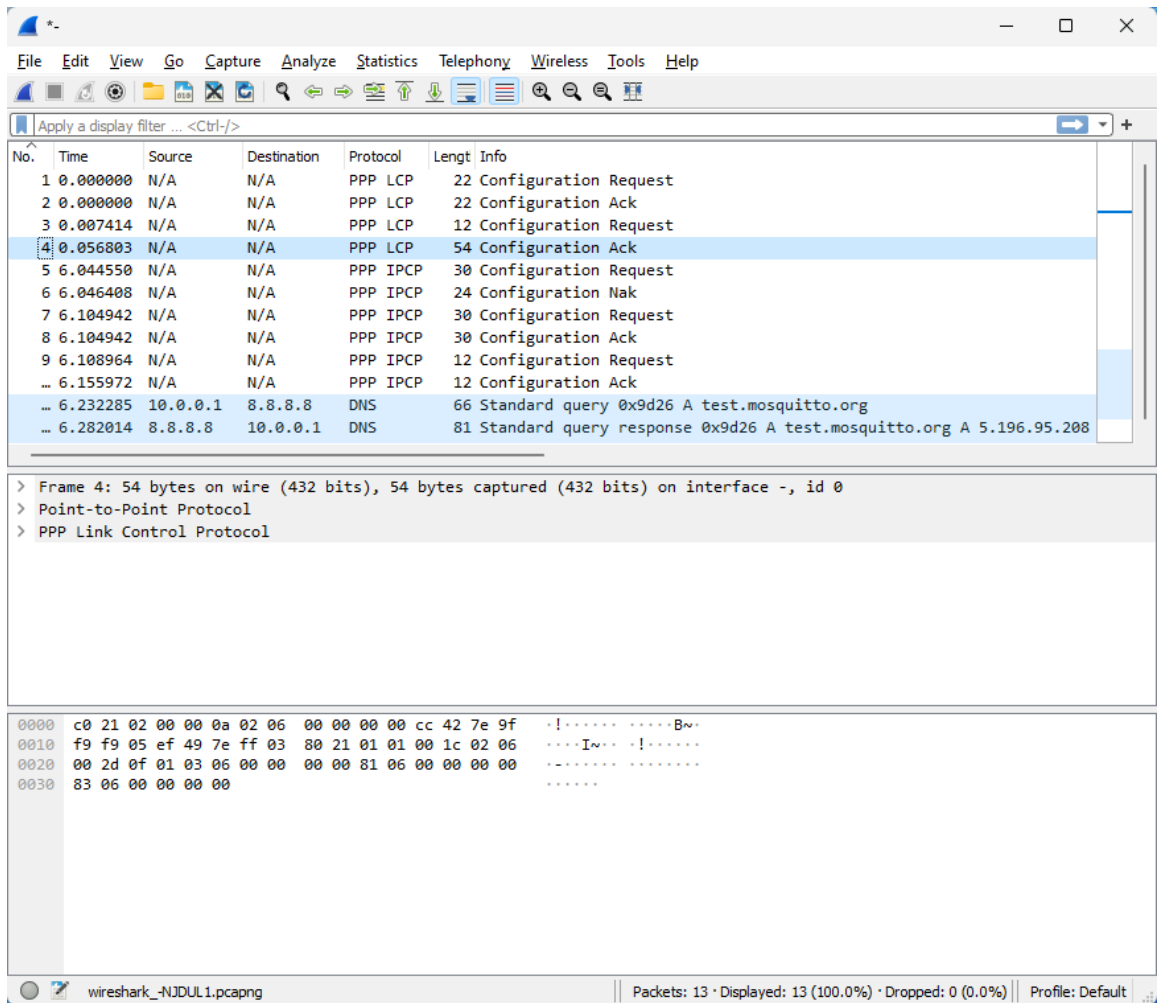 *-
File Edit View Go Capture Analyze Statistics Telephony Wireless Tools Help
Apply a display filter ... <Ctrl-/>
No. Time Source Destination Protocol Lengt Info
1 0.000000 N/A N/A PPP LCP 22 Configuration Request
2 0.000000 N/A N/A PPP LCP 22 Configuration Ack
3 0.007414 N/A N/A PPP LCP 12 Configuration Request
4 0.056803 N/A N/A PPP LCP 54 Configuration Ack
5 6.044550 N/A N/A PPP IPCP 30 Configuration Request
6 6.046408 N/A N/A PPP IPCP 24 Configuration Nak
7 6.104942 N/A N/A PPP IPCP 30 Configuration Request
8 6.104942 N/A N/A PPP IPCP 30 Configuration Ack
9 6.108964 N/A N/A PPP IPCP 12 Configuration Request
… 6.155972 N/A N/A PPP IPCP 12 Configuration Ack
… 6.232285 10.0.0.1 8.8.8.8 DNS 66 Standard query 0x9d26 A test.mosquitto.org
… 6.282014 8.8.8.8 10.0.0.1 DNS 81 Standard query response 0x9d26 A test.mosquitto.org A 5.196.95.208
> Frame 4: 54 bytes on wire (432 bits), 54 bytes captured (432 bits) on interface -, id 0
> Point-to-Point Protocol
> PPP Link Control Protocol
0000 c0 21 02 00 00 0a 02 06 00 00 00 00 cc 42 7e 9f ·!······ ·····B~·
0010 f9 f9 05 ef 49 7e ff 03 80 21 01 01 00 1c 02 06 ····I~·· ·!······
0020 00 2d 0f 01 03 06 00 00 00 00 81 06 00 00 00 00 ·-······ ········
0030 83 06 00 00 00 00 ······
wireshark_-NJDUL1.pcapng Packets: 13 · Displayed: 13 (100.0%) · Dropped: 0 (0.0%) Profile: Default